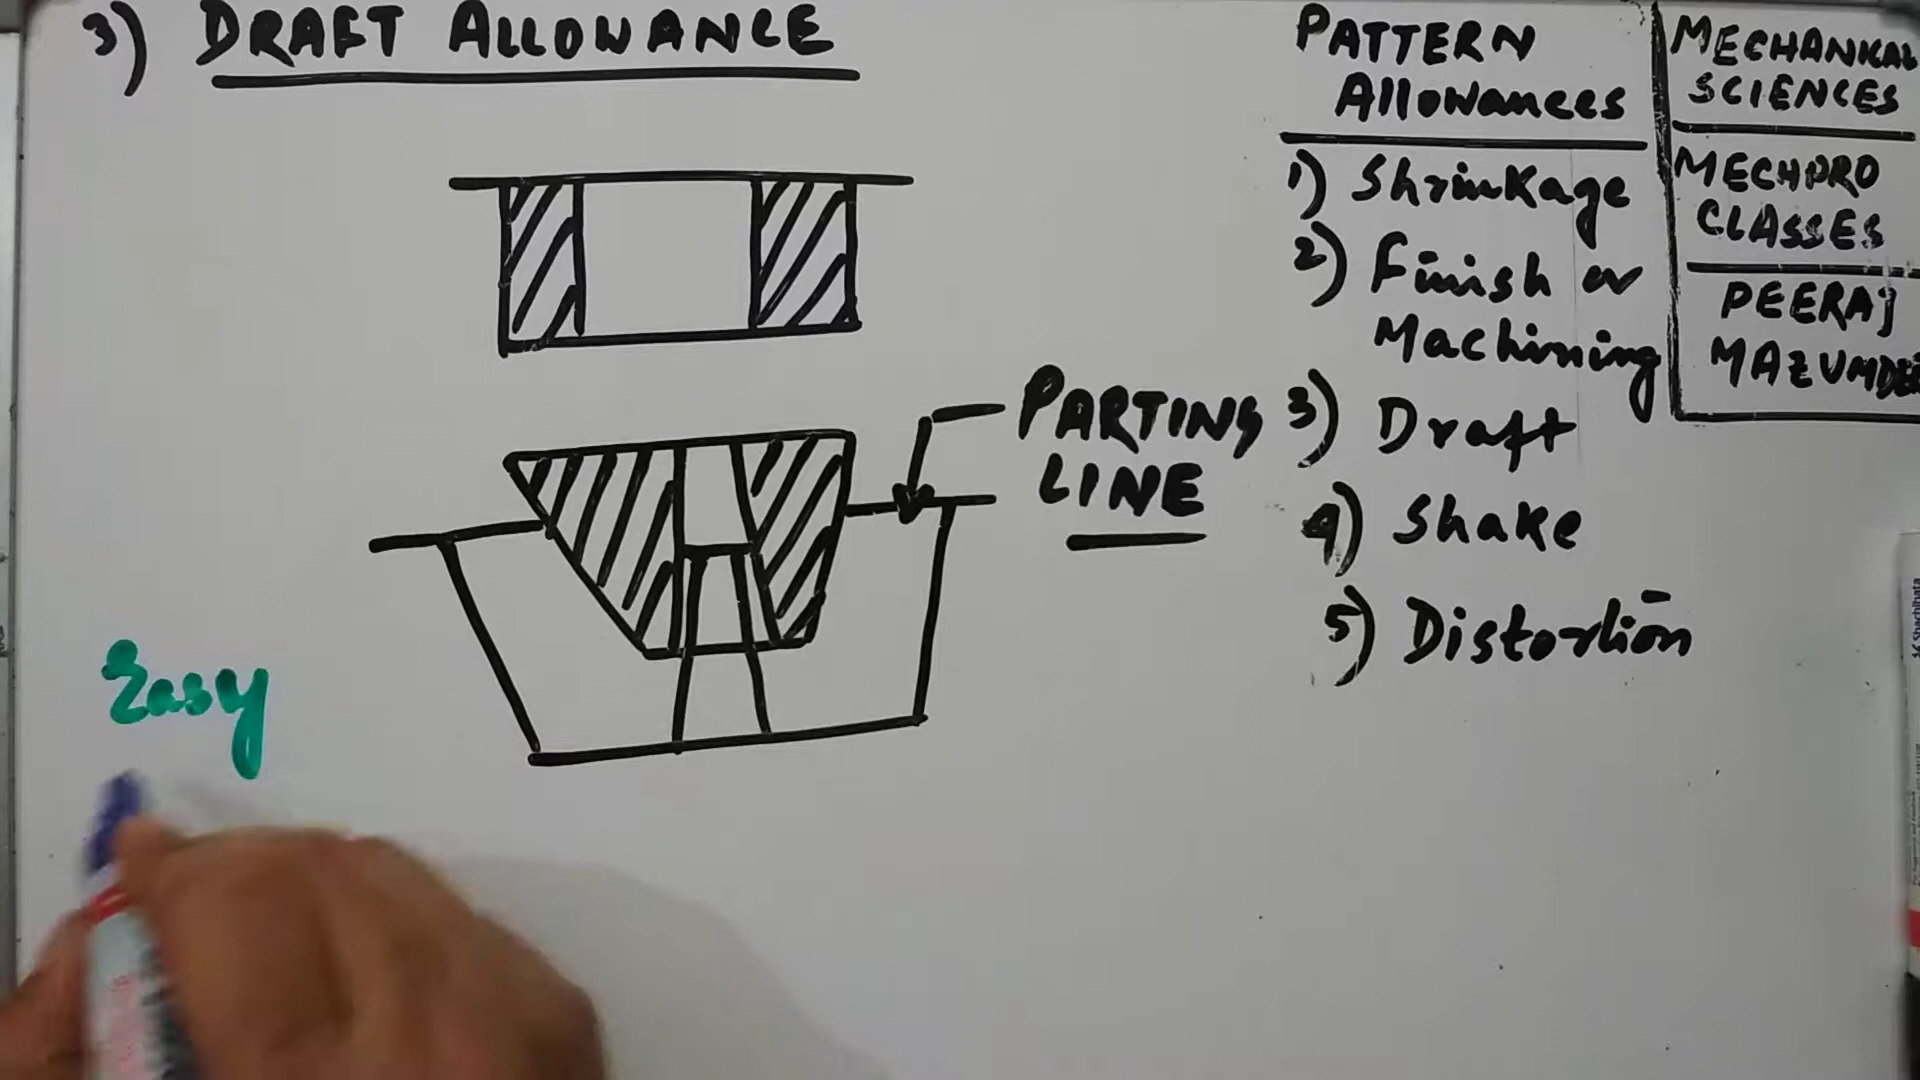 3) DRAFT ALLOWANCE
PARTING
LINE
Easy
PATTERN
Allowances
1) Shrinkage
2) Finish or
Machining
3) Draft
4) Shake
5) Distortion
MECHANICAL
SCIENCES
MECHPRO
CLASSES
PEERAJ